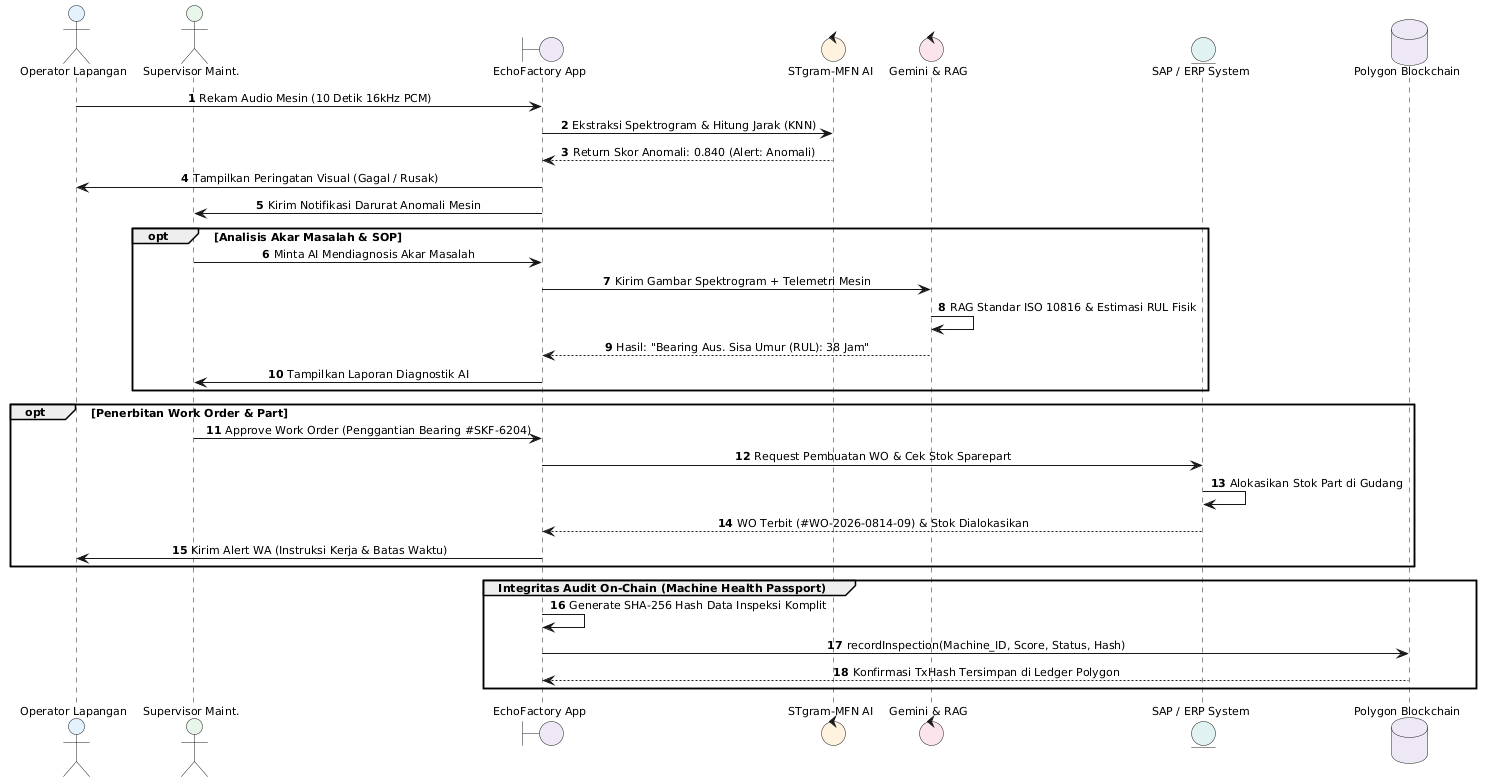 Operator Lapangan
Supervisor Maint.
EchoFactory App
STgram-MFN AI
Gemini & RAG
SAP / ERP System
Polygon Blockchain
1 Rekam Audio Mesin (10 Detik 16kHz PCM)
2 Ekstraksi Spektrogram & Hitung Jarak (KNN)
3 Return Skor Anomali: 0.840 (Alert: Anomali)
4 Tampilkan Peringatan Visual (Gagal / Rusak)
5 Kirim Notifikasi Darurat Anomali Mesin
opt [Analisis Akar Masalah & SOP]
6 Minta AI Mendiagnosis Akar Masalah
7 Kirim Gambar Spektrogram + Telemetri Mesin
8 RAG Standar ISO 10816 & Estimasi RUL Fisik
9 Hasil: "Bearing Aus. Sisa Umur (RUL): 38 Jam"
10 Tampilkan Laporan Diagnostik AI
opt [Penerbitan Work Order & Part]
11 Approve Work Order (Penggantian Bearing #SKF-6204)
12 Request Pembuatan WO & Cek Stok Sparepart
13 Alokasikan Stok Part di Gudang
14 WO Terbit (#WO-2026-0814-09) & Stok Dialokasikan
15 Kirim Alert WA (Instruksi Kerja & Batas Waktu)
Integritas Audit On-Chain (Machine Health Passport)
16 Generate SHA-256 Hash Data Inspeksi Komplit
17 recordInspection(Machine_ID, Score, Status, Hash)
18 Konfirmasi TxHash Tersimpan di Ledger Polygon
Operator Lapangan
Supervisor Maint.
EchoFactory App
STgram-MFN AI
Gemini & RAG
SAP / ERP System
Polygon Blockchain